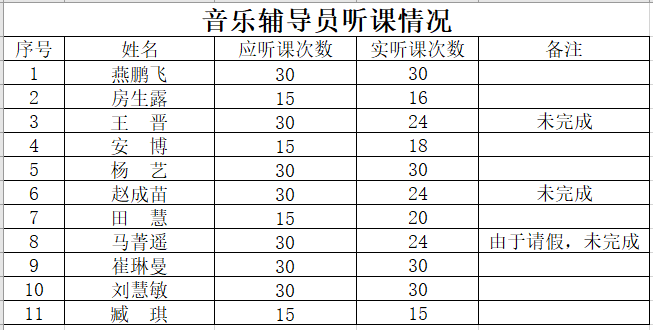 音乐辅导员听课情况
序号 姓名 应听课次数 实听课次数 备注
1 燕鹏飞 30 30
2 房生露 15 16
3 王 晋 30 24 未完成
4 安 博 15 18
5 杨 艺 30 30
6 赵成苗 30 24 未完成
7 田 慧 15 20
8 马菁遥 30 24 由于请假，未完成
9 崔琳曼 30 30
10 刘慧敏 30 30
11 臧 琪 15 15